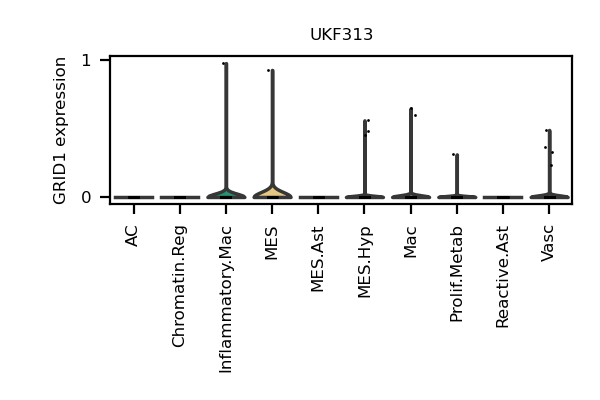 UKF313
GRID1 expression
1
0
AC
Chromatin.Reg
Inflammatory.Mac
MES
MES.Ast
MES.Hyp
Mac
Prolif.Metab
Reactive.Ast
Vasc